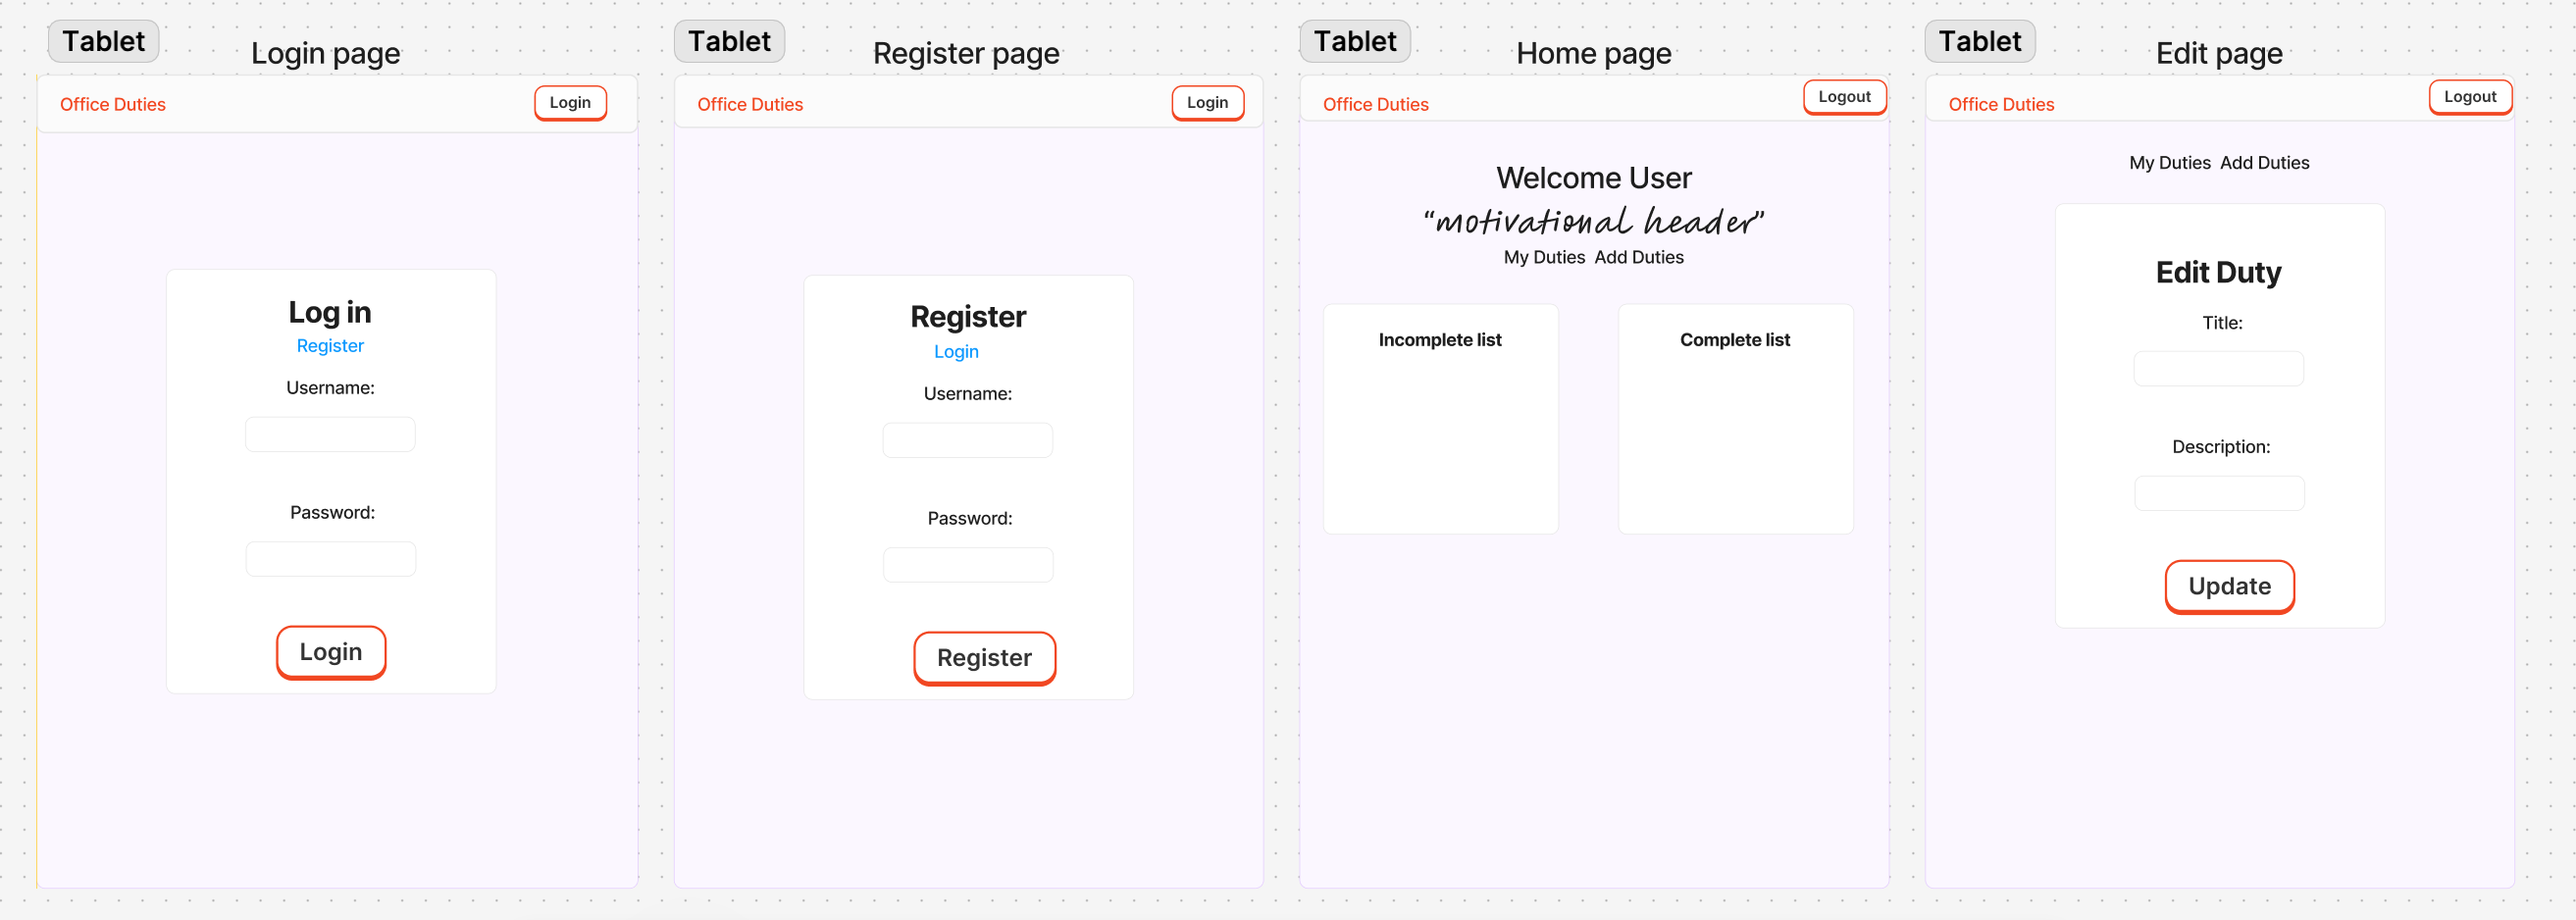 Tablet
Login page
Office Duties
Login
Log in
Register
Username:
Password:
Login
Tablet
Register page
Office Duties
Login
Register
Login
Username:
Password:
Register
Tablet
Home page
Office Duties
Logout
Welcome User
“motivational header”
My Duties Add Duties
Incomplete list
Complete list
Tablet
Edit page
Office Duties
Logout
My Duties Add Duties
Edit Duty
Title:
Description:
Update